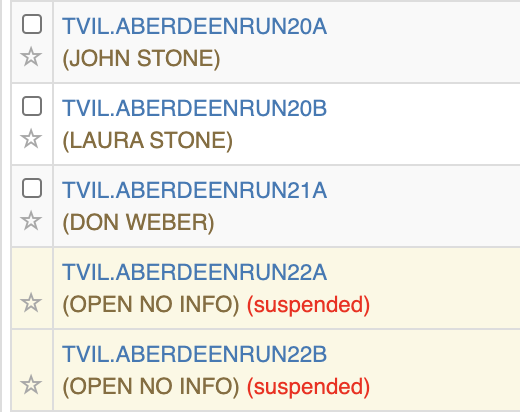 TVIL.ABERDEENRUN20A
(JOHN STONE)
TVIL.ABERDEENRUN20B
(LAURA STONE)
TVIL.ABERDEENRUN21A
(DON WEBER)
TVIL.ABERDEENRUN22A
(OPEN NO INFO) (suspended)
TVIL.ABERDEENRUN22B
(OPEN NO INFO) (suspended)